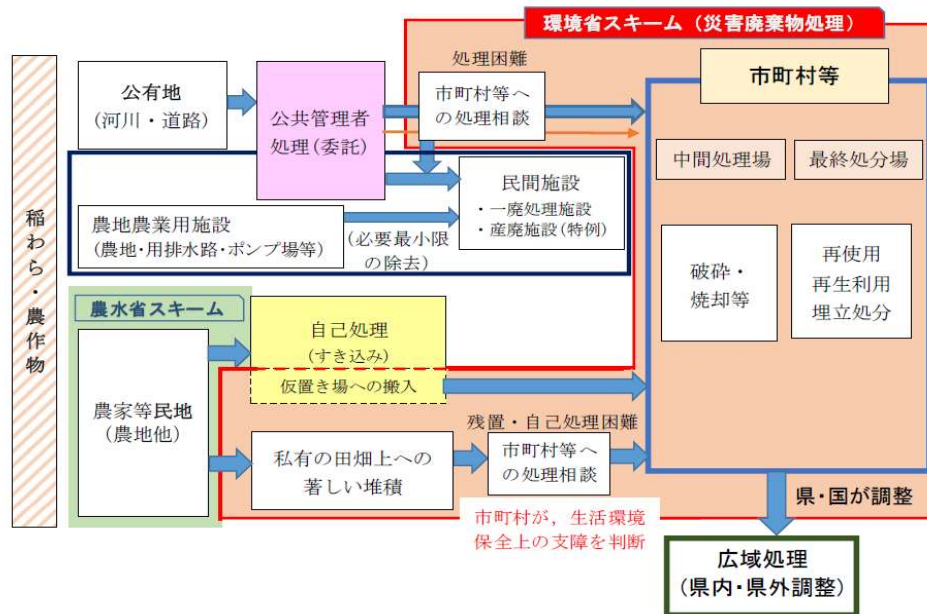 環境省スキーム（災害廃棄物処理）
稲わら・農作物
公有地
(河川・道路)
公共管理者
処理(委託)
処理困難
市町村等へ
の処理相談
市町村等
中間処理場
最終処分場
破砕・
焼却等
再使用
再生利用
埋立処分
農地農業用施設
(農地・用排水路・ポンプ場等)
(必要最小限
の除去)
民間施設
・一廃処理施設
・産廃施設(特例)
農水省スキーム
農家等民地
(農地他)
自己処理
(すき込み)
仮置き場への搬入
私有の田畑上への
著しい堆積
残置・自己処理困難
市町村等へ
の処理相談
市町村が，生活環境
保全上の支障を判断
県・国が調整
広域処理
(県内・県外調整)